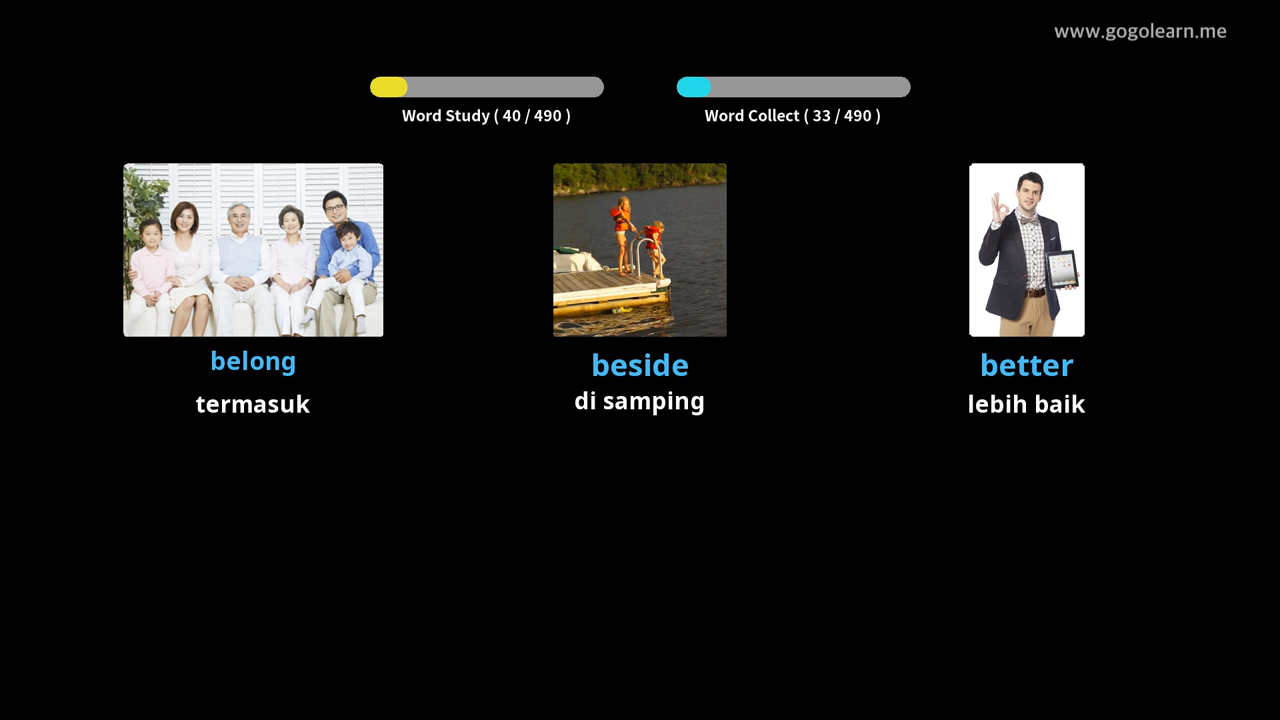 www.gogolearn.me
Word Study ( 40 / 490 )
Word Collect ( 33 / 490 )
belong
termasuk
beside
di samping
better
lebih baik